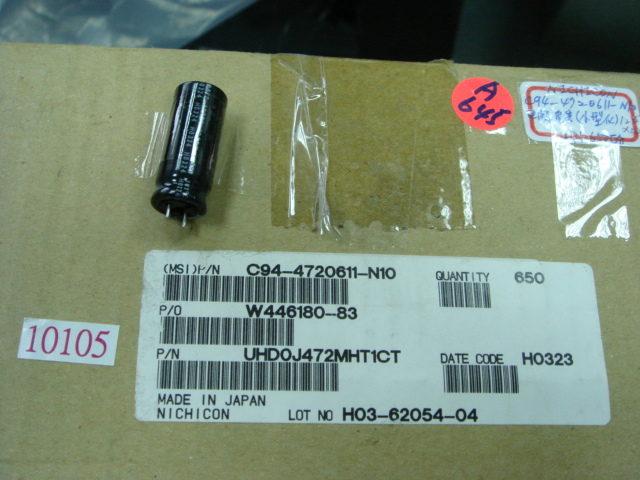 A
645
NICHICON
C94-4720611-N10
(MSI)P/N C94-4720611-N10
QUANTITY 650
P/O W446180-83
10105
P/N UHD0J472MHT1CT
DATE CODE H0323
MADE IN JAPAN
NICHICON LOT NO H03-62054-04